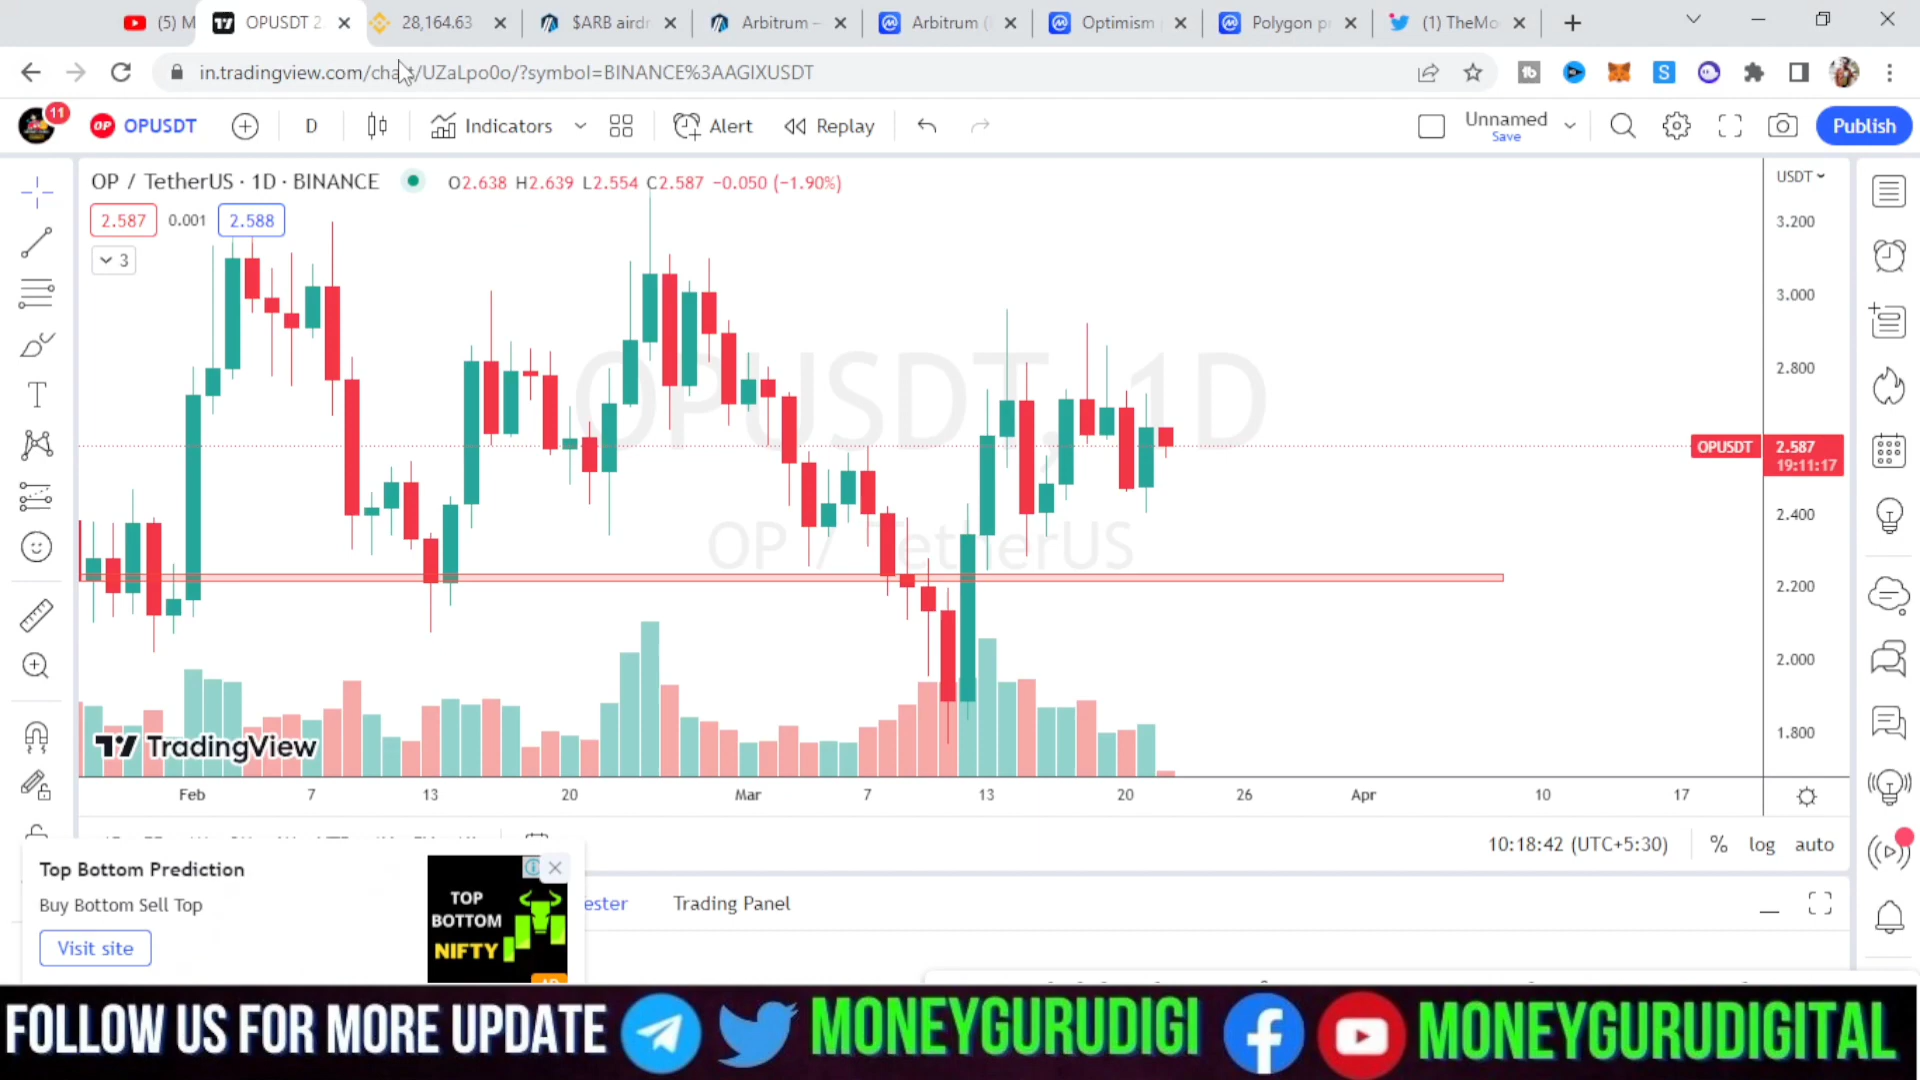 (5) M
OPUSDT 2.
28,164.63
$ARB airdr
Arbitrum –
Arbitrum (
Optimism
Polygon pr
(1) TheMo
in.tradingview.com/chart/UZaLpo0o/?symbol=BINANCE%3AAGIXUSDT
11
OP OPUSDT
D
Indicators
Alert
Replay
Unnamed
Save
Publish
OP / TetherUS · 1D · BINANCE
O2.638 H2.639 L2.554 C2.587 −0.050 (−1.90%)
USDT
2.587 0.001 2.588
3
OPUSDT, 1D
OP / TetherUS
3.200
3.000
2.800
OPUSDT 2.587
19:11:17
2.400
2.200
2.000
1.800
TradingView
Feb 7 13 20 Mar 7 13 20 26 Apr 10 17
10:18:42 (UTC+5:30) % log auto
Top Bottom Prediction
Buy Bottom Sell Top
Visit site
TOP
BOTTOM
NIFTY
ester
Trading Panel
FOLLOW US FOR MORE UPDATE MONEYGURUDIGI MONEYGURUDIGITAL